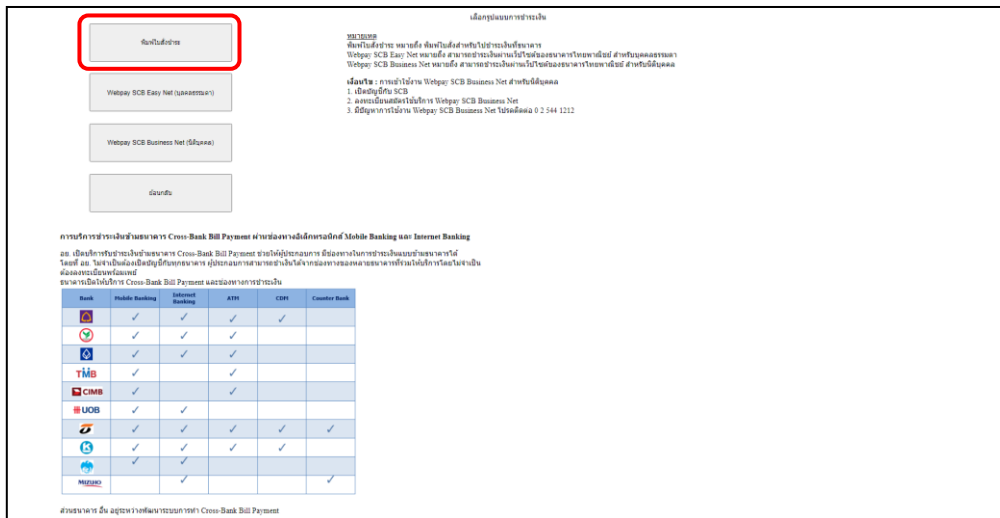 เลือกรูปแบบการชำระเงิน
พิมพ์ใบสั่งชำระ
Webpay SCB Easy Net (บุคคลธรรมดา)
Webpay SCB Business Net (นิติบุคคล)
ย้อนกลับ
หมายเหตุ
พิมพ์ใบสั่งชำระ หมายถึง พิมพ์ใบสั่งสำหรับไปชำระเงินที่ธนาคาร
Webpay SCB Easy Net หมายถึง สามารถชำระเงินผ่านเว็บไซต์ของธนาคารไทยพาณิชย์ สำหรับบุคคลธรรมดา
Webpay SCB Business Net หมายถึง สามารถชำระเงินผ่านเว็บไซต์ของธนาคารไทยพาณิชย์ สำหรับนิติบุคคล
เงื่อนไข : การเข้าใช้งาน Webpay SCB Business Net สำหรับนิติบุคคล
1. เปิดบัญชีกับ SCB
2. ลงทะเบียนสมัครใช้บริการ Webpay SCB Business Net
3. มีปัญหาการใช้งาน Webpay SCB Business Net โปรดติดต่อ 0 2 544 1212
การบริการชำระเงินข้ามธนาคาร Cross-Bank Bill Payment ผ่านช่องทางอิเล็กทรอนิกส์ Mobile Banking และ Internet Banking
อย. เปิดบริการรับชำระเงินข้ามธนาคาร Cross-Bank Bill Payment ช่วยให้ผู้ประกอบการ มีช่องทางในการชำระเงินแบบข้ามธนาคารได้
โดยที่ อย. ไม่จำเป็นต้องเปิดบัญชีกับทุกธนาคาร ผู้ประกอบการสามารถชำเงินได้จากช่องทางของหลายธนาคารที่ร่วมให้บริการโดยไม่จำเป็น
ต้องลงทะเบียนพร้อมเพย์
ธนาคารเปิดให้บริการ Cross-Bank Bill Payment และช่องทางการชำระเงิน
Bank Mobile Banking Internet Banking ATM CDM Counter Bank
TMB
CIMB
UOB
MIZUHO
ส่วนธนาคาร อื่น อยู่ระหว่างพัฒนาระบบการทำ Cross-Bank Bill Payment